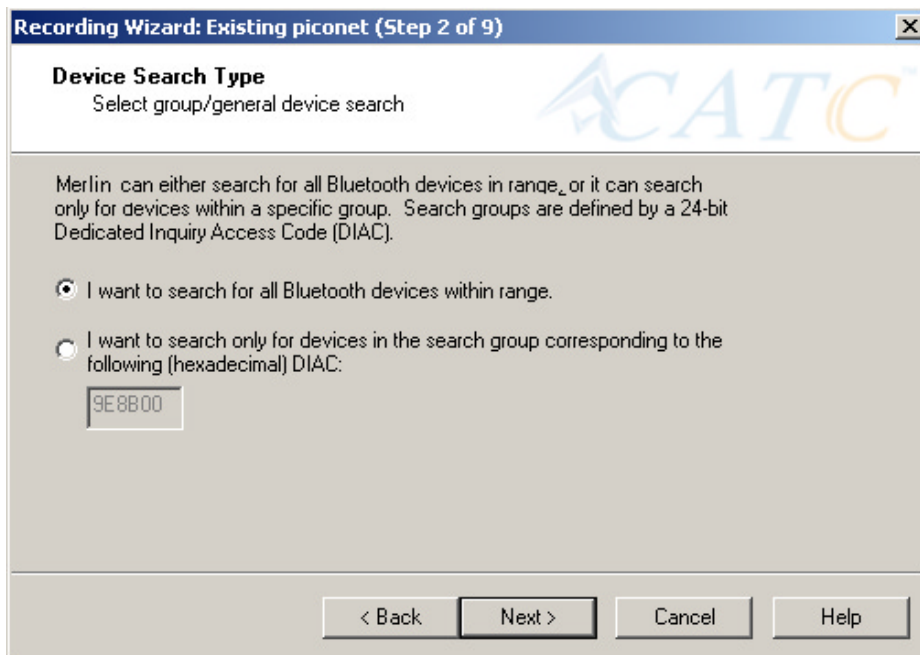 Recording Wizard: Existing piconet (Step 2 of 9)
Device Search Type
Select group/general device search
CATC
Merlin can either search for all Bluetooth devices in range, or it can search
only for devices within a specific group. Search groups are defined by a 24-bit
Dedicated Inquiry Access Code (DIAC).
I want to search for all Bluetooth devices within range.
I want to search only for devices in the search group corresponding to the
following (hexadecimal) DIAC:
9E8B00
< Back Next > Cancel Help